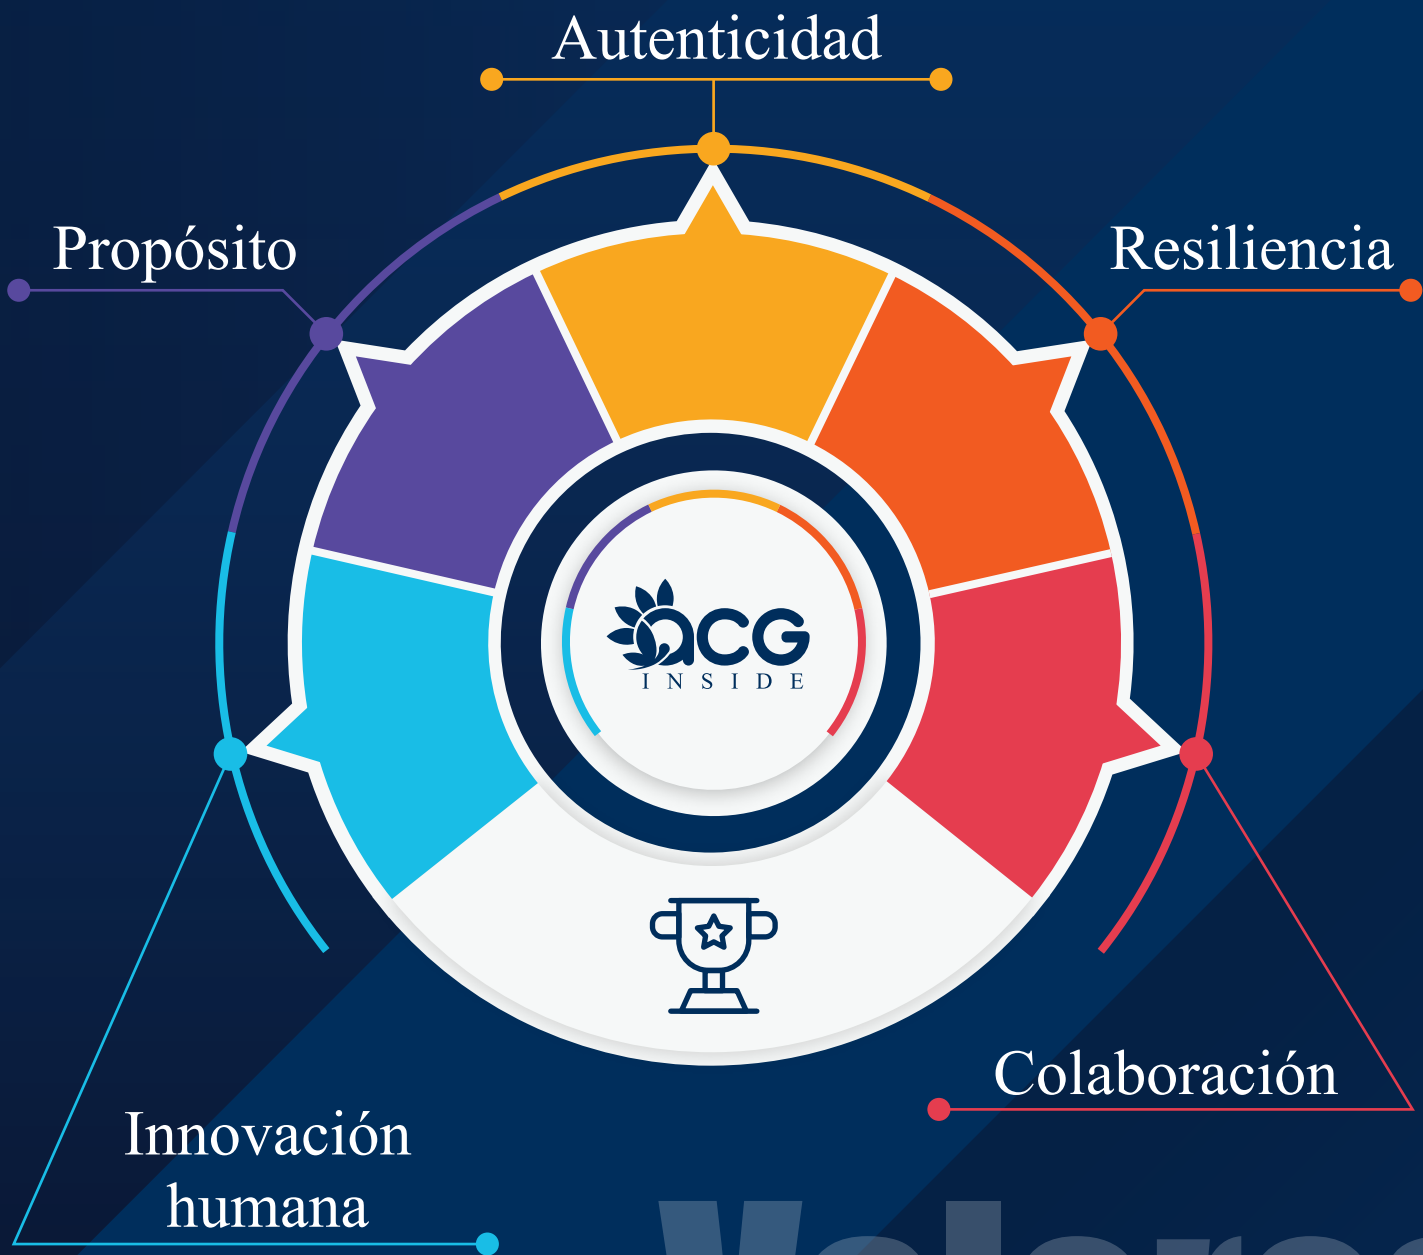 Autenticidad
Propósito
Resiliencia
ACG
INSIDE
Colaboración
Innovación
humana